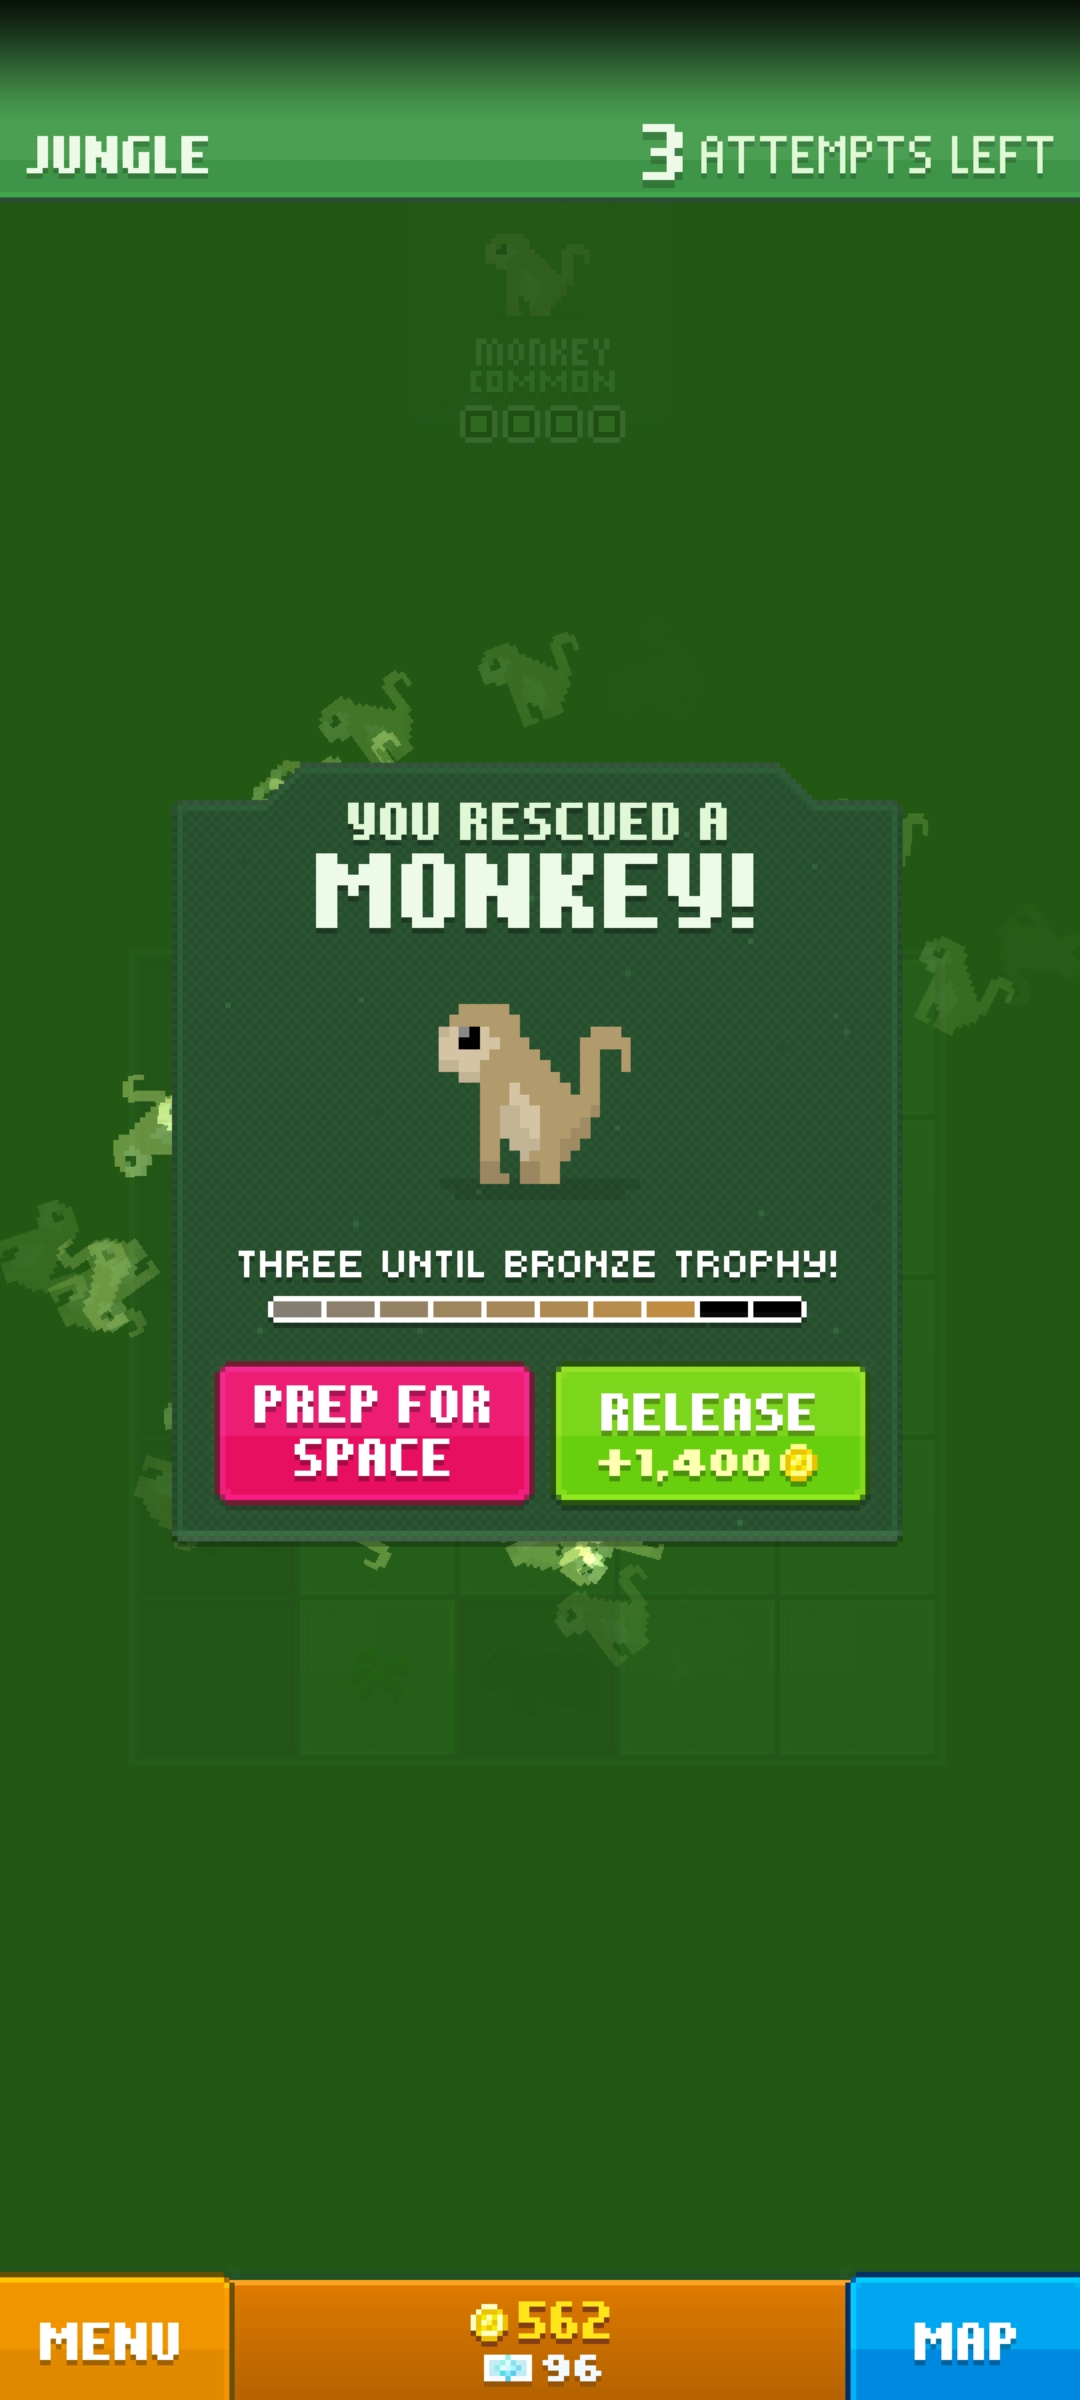 JUNGLE
3 ATTEMPTS LEFT
MONKEY
COMMON
YOU RESCUED A
MONKEY!
THREE UNTIL BRONZE TROPHY!
PREP FOR
SPACE
RELEASE
+1,400
MENU
562
96
MAP